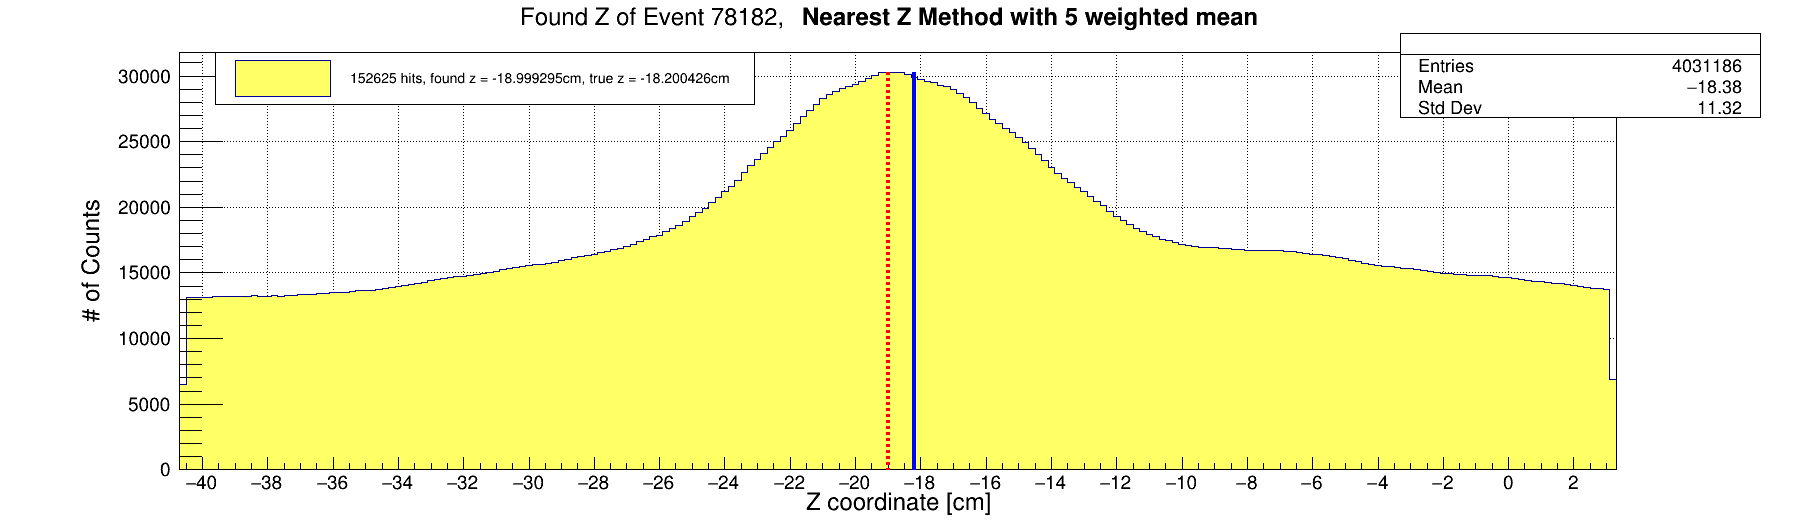 Found Z of Event 78182, Nearest Z Method with 5 weighted mean
152625 hits, found z = -18.999295cm, true z = -18.200426cm
Entries 4031186
Mean −18.38
Std Dev 11.32
30000
25000
20000
15000
10000
5000
0
# of Counts
−40 −38 −36 −34 −32 −30 −28 −26 −24 −22 −20 −18 −16 −14 −12 −10 −8 −6 −4 −2 0 2
Z coordinate [cm]